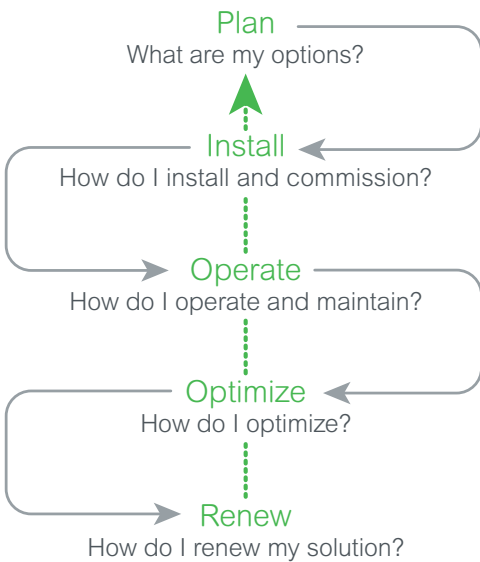 Plan
What are my options?
Install
How do I install and commission?
Operate
How do I operate and maintain?
Optimize
How do I optimize?
Renew
How do I renew my solution?